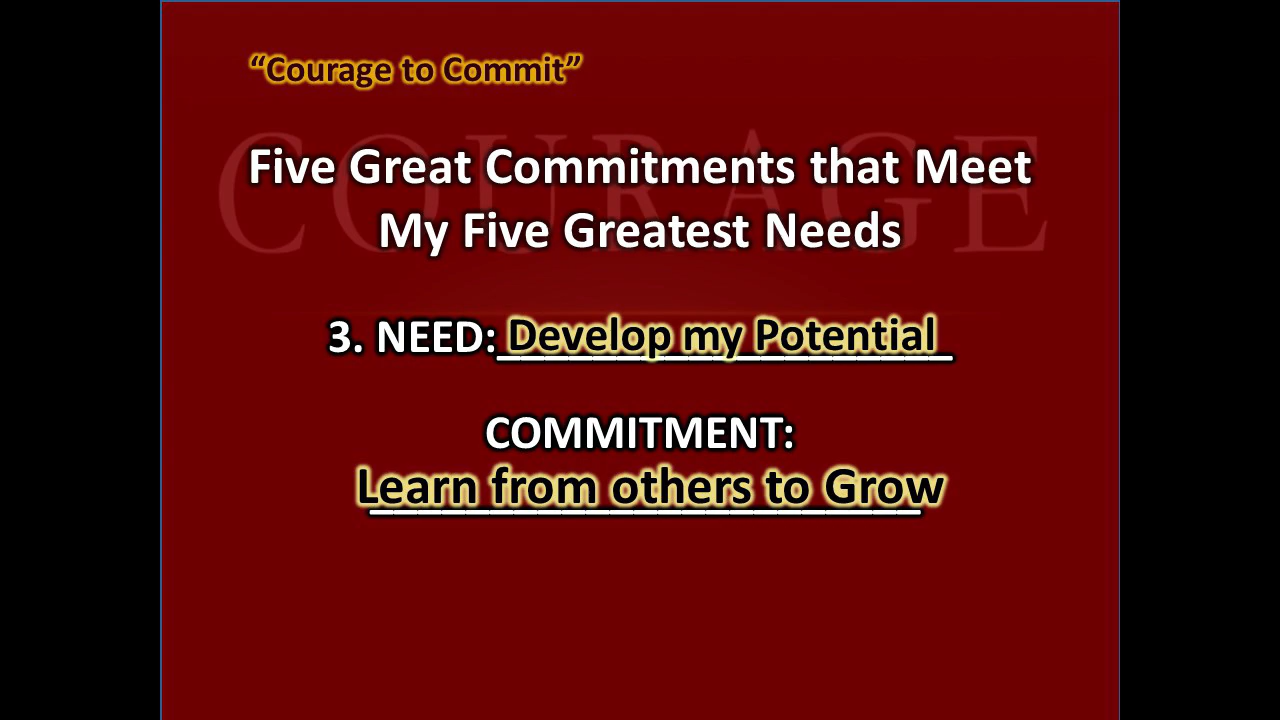 “Courage to Commit”
COURAGE
Five Great Commitments that Meet
My Five Greatest Needs
3. NEED: Develop my Potential
COMMITMENT:
Learn from others to Grow